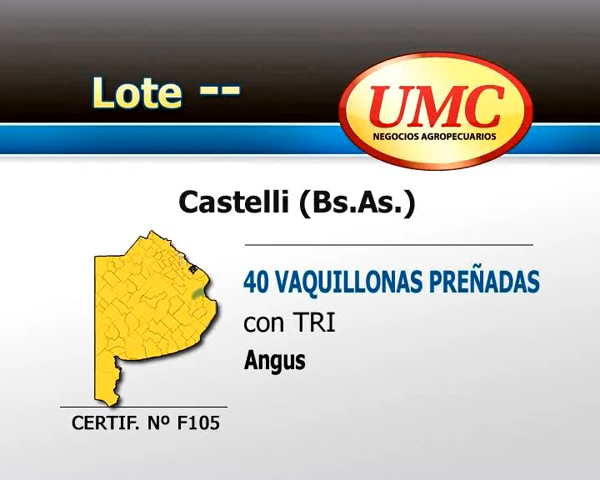 Lote --
UMC
NEGOCIOS AGROPECUARIOS
Castelli (Bs.As.)
40 VAQUILLONAS PREÑADAS
con TRI
Angus
CERTIF. Nº F105